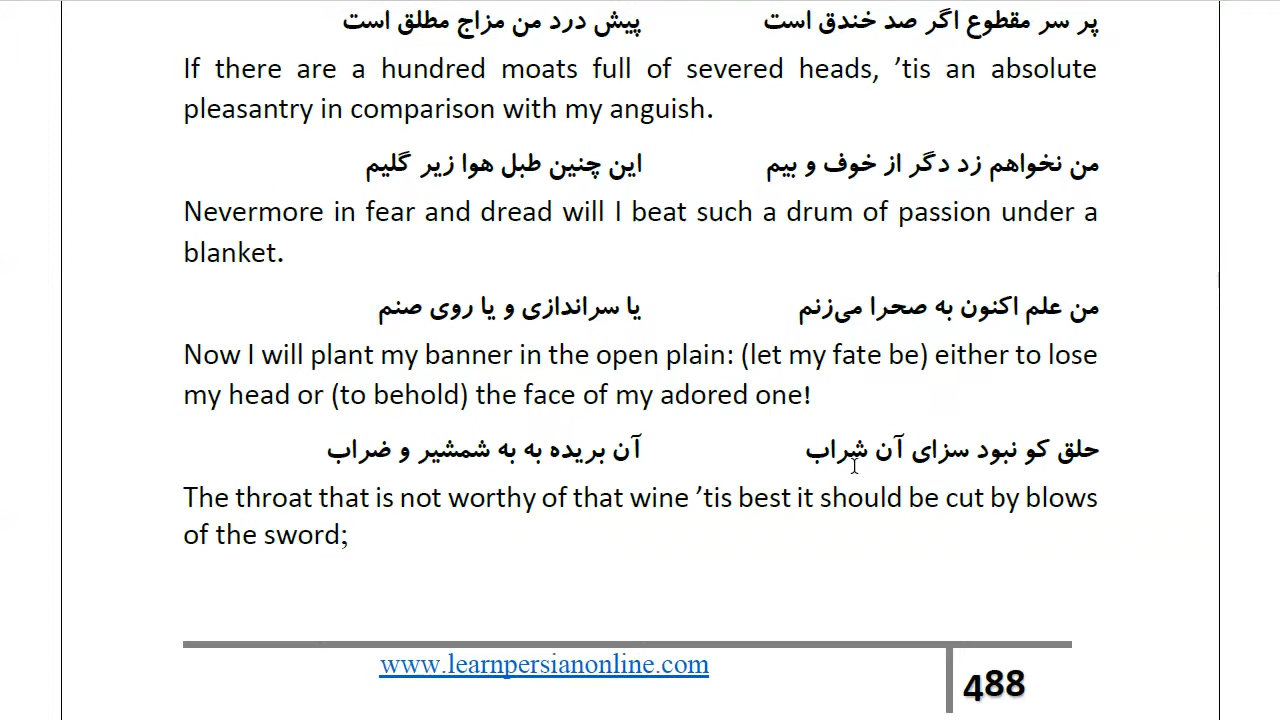 پر سر مقطوع اگر صد خندق است پیش درد من مزاج مطلق است
If there are a hundred moats full of severed heads, ’tis an absolute
pleasantry in comparison with my anguish.
من نخواهم زد دگر از خوف و بیم این چنین طبل هوا زیر گلیم
Nevermore in fear and dread will I beat such a drum of passion under a
blanket.
من علم اکنون به صحرا می‌زنم یا سراندازی و یا روی صنم
Now I will plant my banner in the open plain: (let my fate be) either to lose
my head or (to behold) the face of my adored one!
حلق کو نبود سزای آن شراب آن بریده به به شمشیر و ضراب
The throat that is not worthy of that wine ’tis best it should be cut by blows
of the sword;
www.learnpersianonline.com
488